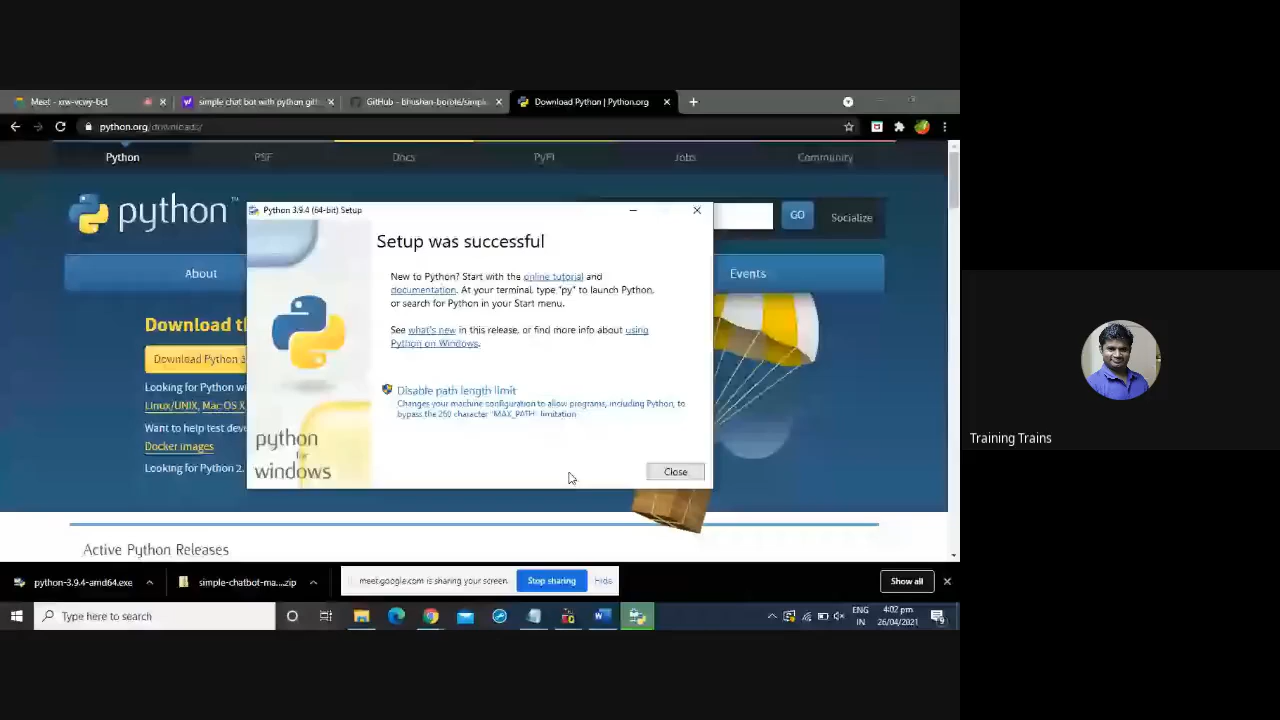 Meet - xrw-vcwy-bct
simple chat bot with python gith
GitHub - bhushan-borole/simple
Download Python | Python.org
python.org/downloads/
Python
PSF
Docs
PyPI
Jobs
Community
python
GO
Socialize
About
Events
Download th
Download Python 3
Looking for Python wi
Linux/UNIX, Mac OS X
Want to help test deve
Docker images
Looking for Python 2.
Python 3.9.4 (64-bit) Setup
Setup was successful
New to Python? Start with the online tutorial and
documentation. At your terminal, type "py" to launch Python,
or search for Python in your Start menu.
See what's new in this release, or find more info about using
Python on Windows.
Disable path length limit
Changes your machine configuration to allow programs, including Python, to
bypass the 260 character "MAX_PATH" limitation
python
for
windows
Close
Active Python Releases
python-3.9.4-amd64.exe
simple-chatbot-ma....zip
meet.google.com is sharing your screen.
Stop sharing
Hide
Show all
Type here to search
ENG
IN
4:02 pm
26/04/2021
Training Trains